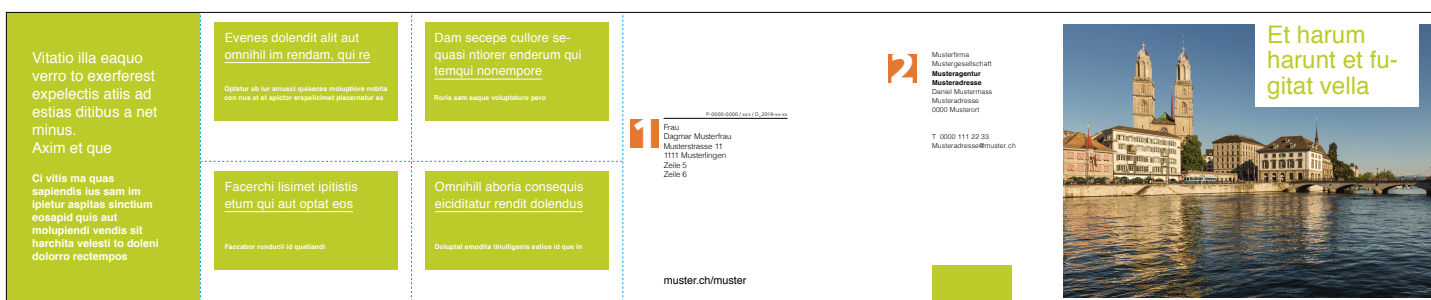 Vitatio illa eaquo
verro to exerferest
expelectis atiis ad
estias ditibus a net
minus.
Axim et que
Ci vitis ma quas
sapiendis ius sam im
ipietur aspitas sinctium
eosapid quis aut
molupiendi vendis sit
harchita velesti to doleni
dolorro rectempos
Evenes dolendit alit aut
omnihil im rendam, qui re
Optatur ab iur amusci quiaeces moluptiore nobita
con nus et et apictor erspelicimet placernatur se
Dam secepe cullore se-
quasi ntiorer enderum qui
temqui nonempore
Roris sam eaque voluptature pero
Facerchi lisimet ipitistis
etum qui aut optat eos
Faccabor runducil id quatiandi
Omnihill aboria consequis
eiciditatur rendit dolendus
Doluptat emodita tinulligenis eatios id que in
P-0000-0000 / xxx / D_2019-xx-xx
1
Frau
Dagmar Musterfrau
Musterstrasse 11
1111 Musterlingen
Zeile 5
Zeile 6
muster.ch/muster
2
Musterfirma
Mustergesellschaft
Musteragentur
Musteradresse
Daniel Mustermass
Musteradresse
0000 Musterort
T 0000 111 22 33
Musteradresse@muster.ch
Et harum
harunt et fu-
gitat vella